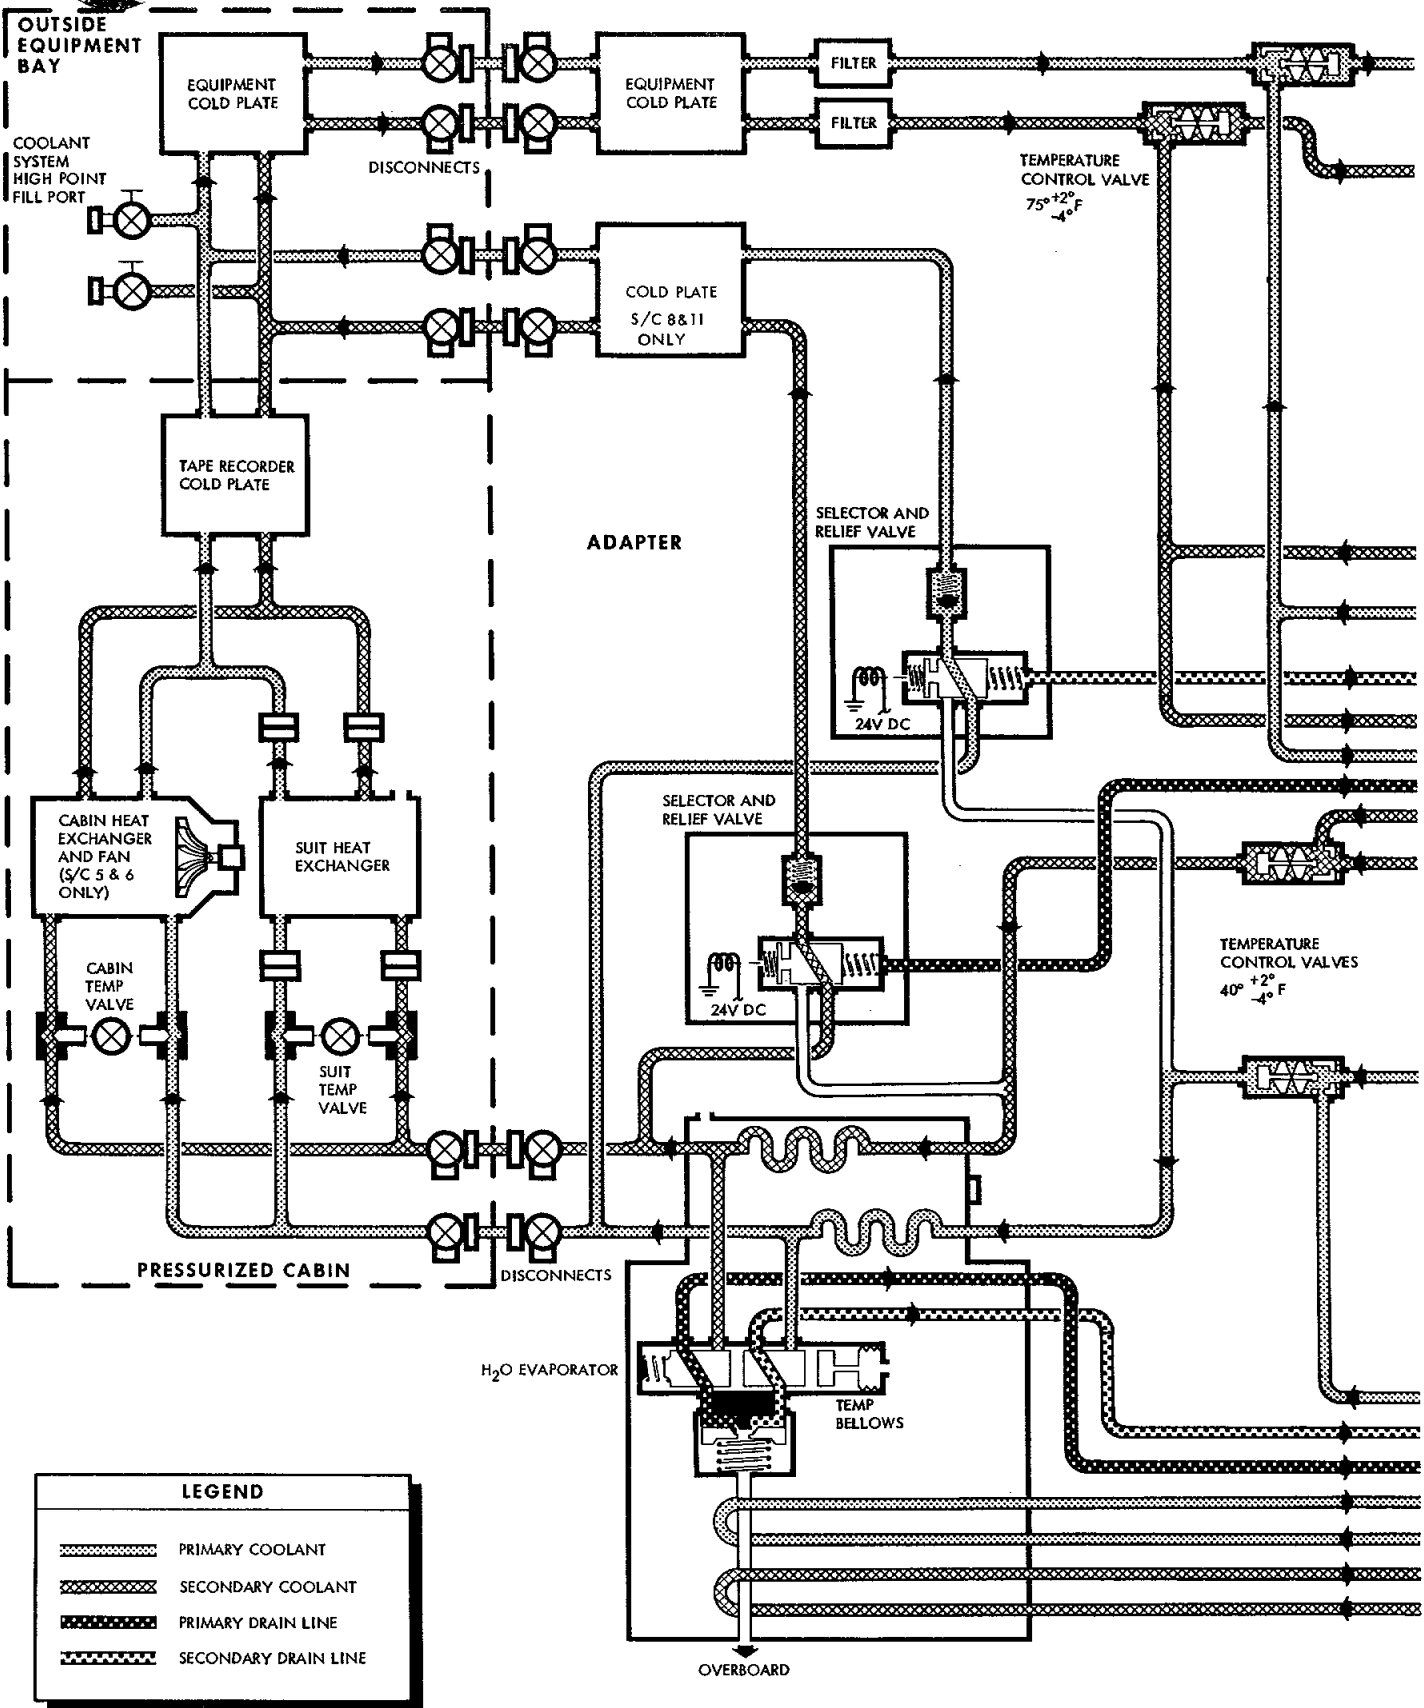 OUTSIDE
EQUIPMENT
BAY
EQUIPMENT
COLD PLATE
EQUIPMENT
COLD PLATE
FILTER
FILTER
DISCONNECTS
COOLANT
SYSTEM
HIGH POINT
FILL PORT
TEMPERATURE
CONTROL VALVE
75° +2° F
-4°
COLD PLATE
S/C 8&11
ONLY
TAPE RECORDER
COLD PLATE
ADAPTER
SELECTOR AND
RELIEF VALVE
24V DC
SELECTOR AND
RELIEF VALVE
24V DC
CABIN HEAT
EXCHANGER
AND FAN
(S/C 5 & 6
ONLY)
SUIT HEAT
EXCHANGER
CABIN
TEMP
VALVE
SUIT
TEMP
VALVE
TEMPERATURE
CONTROL VALVES
40° +2° F
-4°
PRESSURIZED CABIN
DISCONNECTS
H2O EVAPORATOR
TEMP
BELLOWS
OVERBOARD
LEGEND
PRIMARY COOLANT
SECONDARY COOLANT
PRIMARY DRAIN LINE
SECONDARY DRAIN LINE